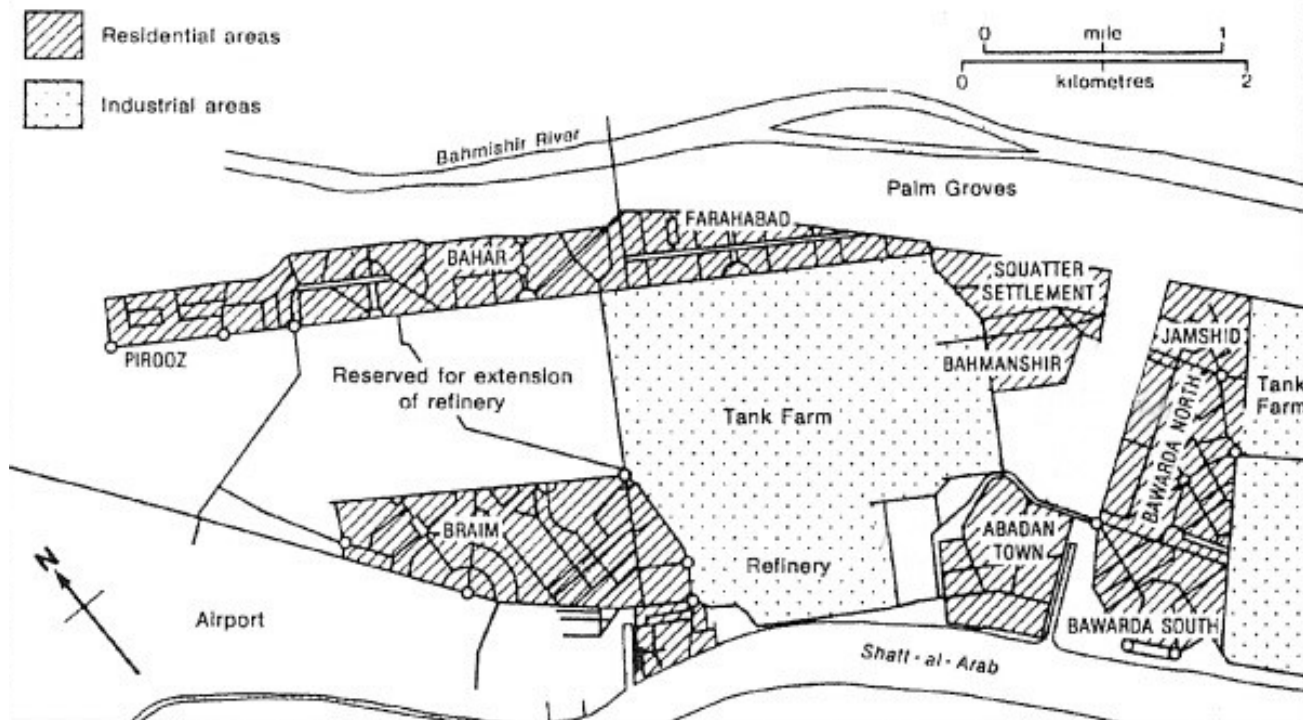 Residential areas
Industrial areas
0 mile 1
0 kilometres 2
Bahmishir River
Palm Groves
FARAHABAD
BAHAR
SQUATTER
SETTLEMENT
JAMSHID
PIROOZ
BAHMANSHIR
Reserved for extension
of refinery
Tank Farm
Tank
Farm
BAWARDA NORTH
BRAIM
ABADAN
TOWN
Refinery
N
Airport
BAWARDA SOUTH
Shatt-al-Arab